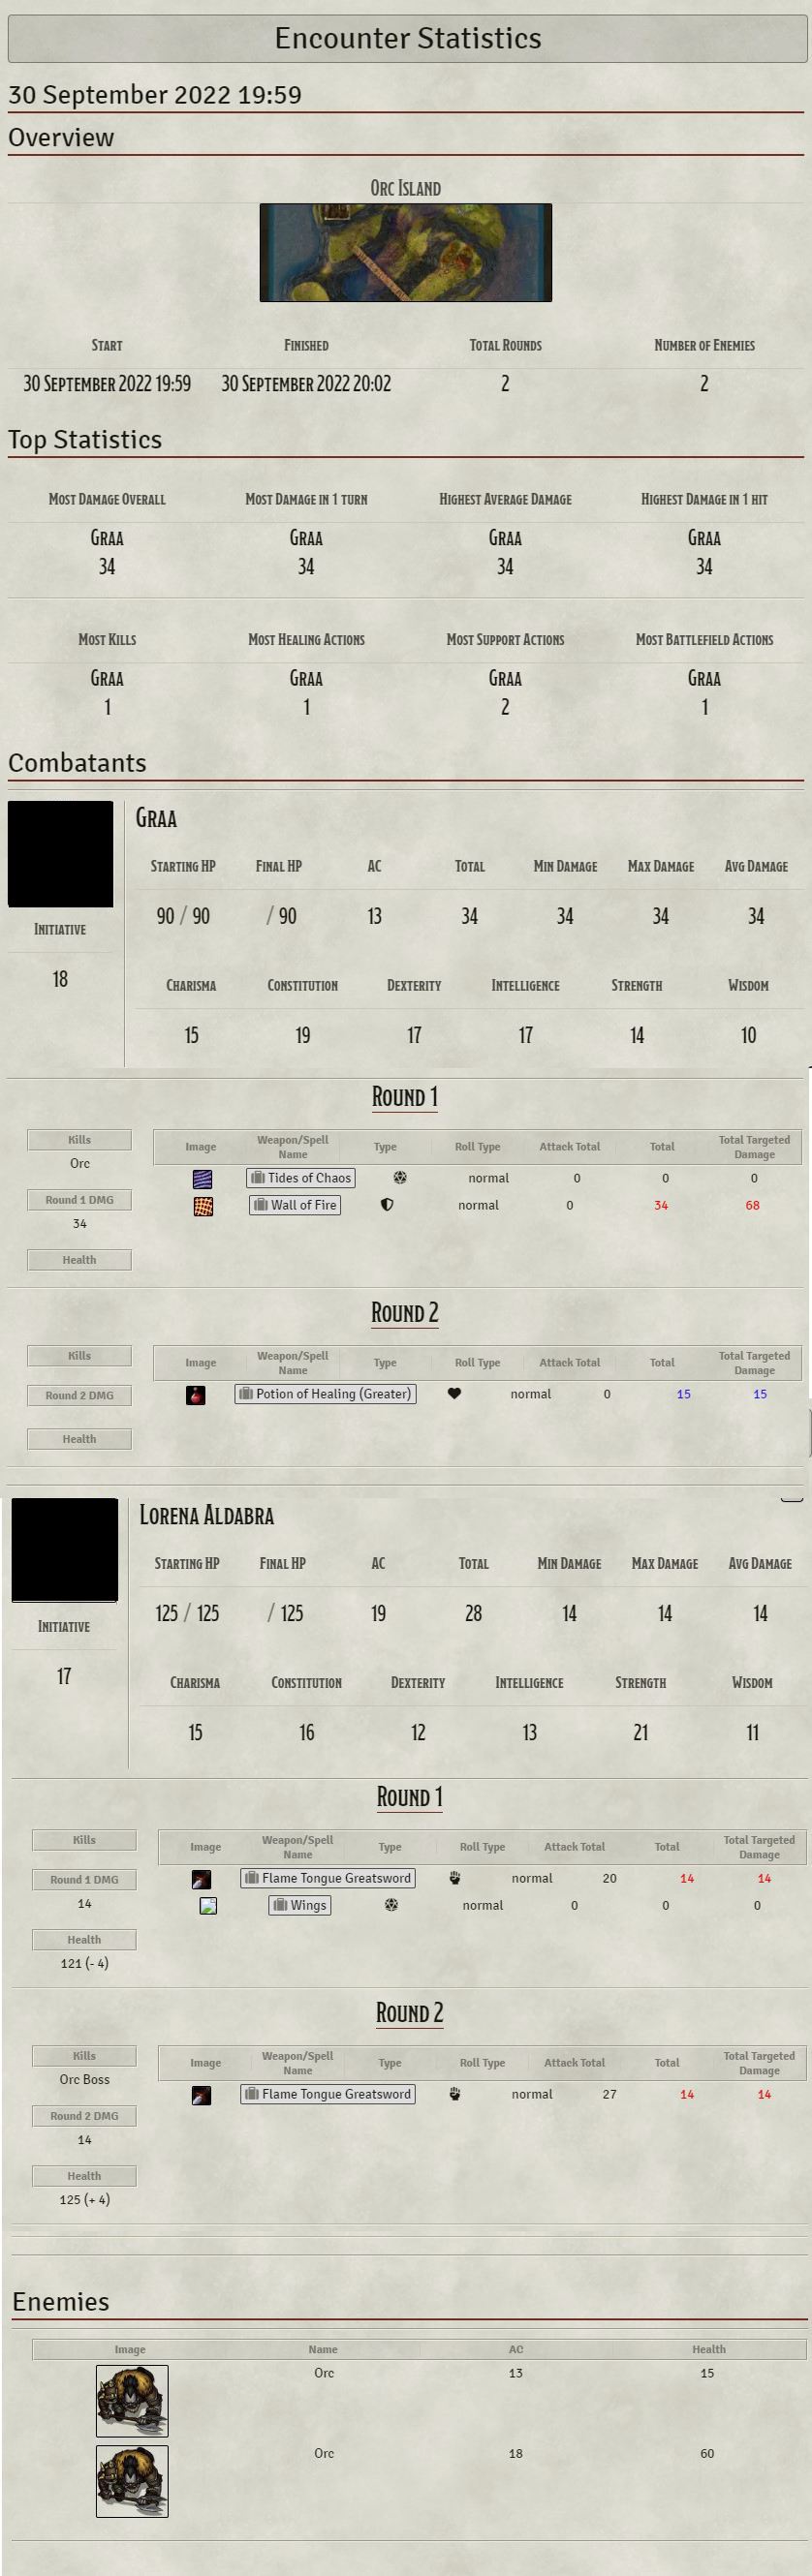 Encounter Statistics
30 September 2022 19:59
Overview
Orc Island
Start Finished Total Rounds Number of Enemies
30 September 2022 19:59 30 September 2022 20:02 2 2
Top Statistics
Most Damage Overall Most Damage in 1 turn Highest Average Damage Highest Damage in 1 hit
Graa Graa Graa Graa
34 34 34 34
Most Kills Most Healing Actions Most Support Actions Most Battlefield Actions
Graa Graa Graa Graa
1 1 2 1
Combatants
Graa
Starting HP Final HP AC Total Min Damage Max Damage Avg Damage
90 / 90 / 90 13 34 34 34 34
Initiative
18
Charisma Constitution Dexterity Intelligence Strength Wisdom
15 19 17 17 14 10
Round 1
Kills
Orc
Round 1 DMG
34
Health
Image Weapon/Spell Name Type Roll Type Attack Total Total Total Targeted Damage
Tides of Chaos normal 0 0 0
Wall of Fire normal 0 34 68
Round 2
Kills
Round 2 DMG
Health
Image Weapon/Spell Name Type Roll Type Attack Total Total Total Targeted Damage
Potion of Healing (Greater) normal 0 15 15
Lorena Aldabra
Starting HP Final HP AC Total Min Damage Max Damage Avg Damage
125 / 125 / 125 19 28 14 14 14
Initiative
17
Charisma Constitution Dexterity Intelligence Strength Wisdom
15 16 12 13 21 11
Round 1
Kills
Round 1 DMG
14
Health
121 (- 4)
Image Weapon/Spell Name Type Roll Type Attack Total Total Total Targeted Damage
Flame Tongue Greatsword normal 20 14 14
Wings normal 0 0 0
Round 2
Kills
Orc Boss
Round 2 DMG
14
Health
125 (+ 4)
Image Weapon/Spell Name Type Roll Type Attack Total Total Total Targeted Damage
Flame Tongue Greatsword normal 27 14 14
Enemies
Image Name AC Health
Orc 13 15
Orc 18 60